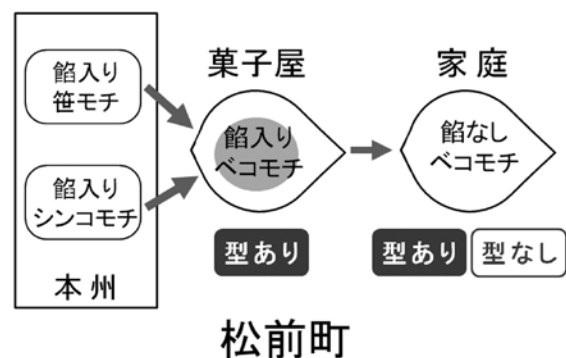 餡入り
笹モチ
餡入り
シンコモチ
本州
菓子屋
餡入り
ベコモチ
型あり
家庭
餡なし
ベコモチ
型あり
型なし
松前町